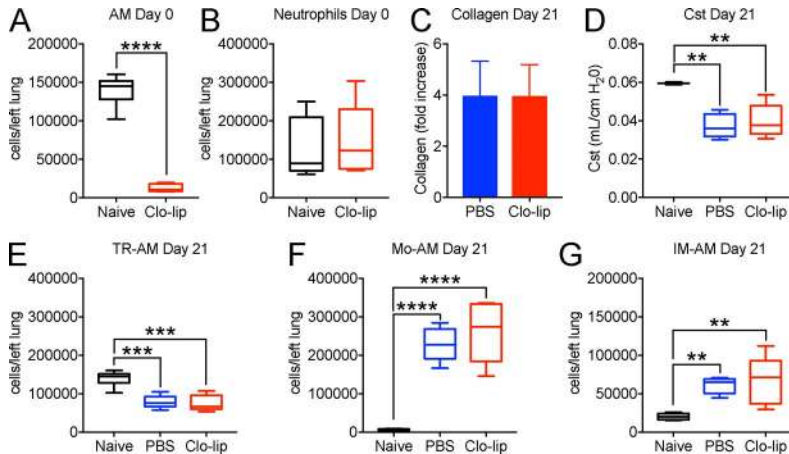 A AM Day 0
cells/left lung
200000
150000
100000
50000
0
****
Naive Clo-lip
B Neutrophils Day 0
cells/left lung
400000
300000
200000
100000
0
Naive Clo-lip
C Collagen Day 21
Collagen (fold increase)
6
4
2
0
PBS Clo-lip
D Cst Day 21
Cst (mL/cm H20)
0.08
0.06
0.04
0.02
0.00
**
**
Naive PBS Clo-lip
E TR-AM Day 21
cells/left lung
400000
300000
200000
100000
0
***
***
Naive PBS Clo-lip
F Mo-AM Day 21
cells/left lung
400000
300000
200000
100000
0
****
****
Naive PBS Clo-lip
G IM-AM Day 21
cells/left lung
200000
150000
100000
50000
0
**
**
Naive PBS Clo-lip